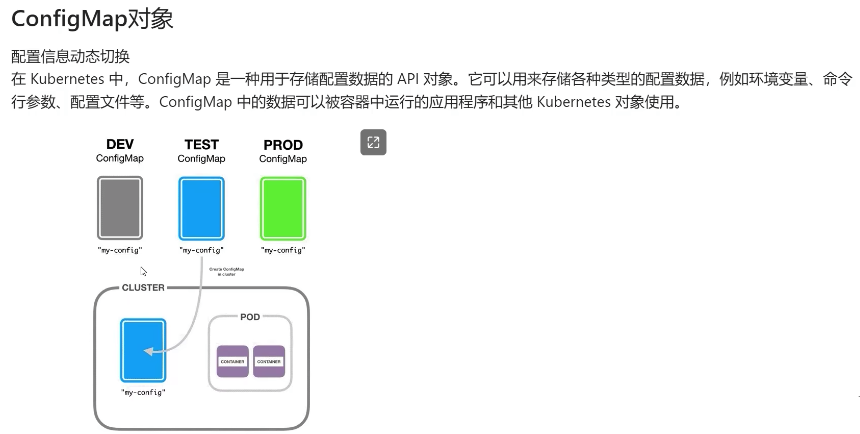 ConfigMap对象
配置信息动态切换
在 Kubernetes 中，ConfigMap 是一种用于存储配置数据的 API 对象。它可以用来存储各种类型的配置数据，例如环境变量、命令
行参数、配置文件等。ConfigMap 中的数据可以被容器中运行的应用程序和其他 Kubernetes 对象使用。
DEV TEST PROD
ConfigMap ConfigMap ConfigMap
"my-config" "my-config" "my-config"
Create ConfigMap
in cluster
CLUSTER
POD
CONTAINER CONTAINER
"my-config"